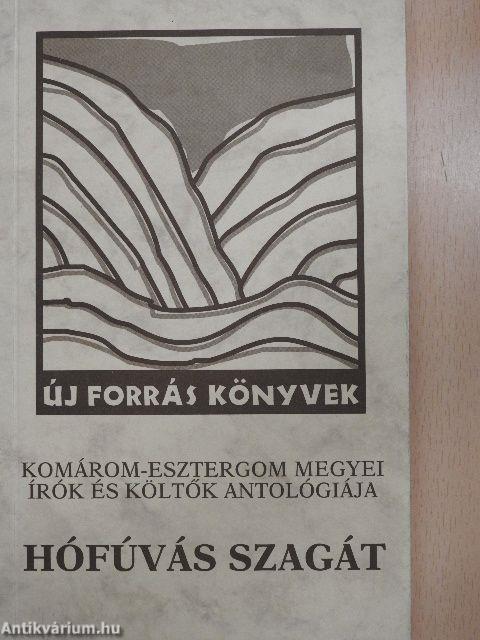 ÚJ FORRÁS KÖNYVEK
KOMÁROM-ESZTERGOM MEGYEI
ÍRÓK ÉS KÖLTŐK ANTOLÓGIÁJA
HÓFÚVÁS SZAGÁT
Antikvárium.hu